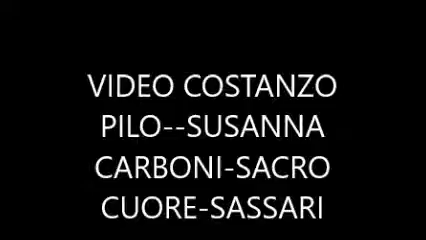 VIDEO COSTANZO
PILO--SUSANNA
CARBONI-SACRO
CUORE-SASSARI